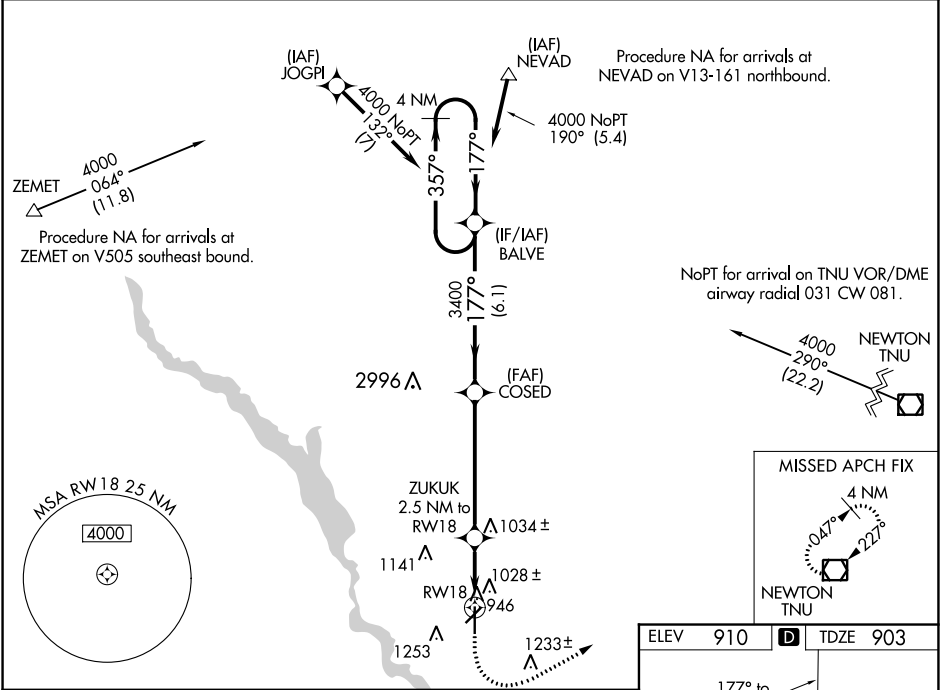 (IAF)
JOGPI
4000 NoPT
132°
(7)
4 NM
357°
177°
(IAF)
NEVAD
4000 NoPT
190° (5.4)
Procedure NA for arrivals at
NEVAD on V13-161 northbound.
ZEMET
4000
064°
(11.8)
Procedure NA for arrivals at
ZEMET on V505 southeast bound.
(IF/IAF)
BALVE
3400
177°
(6.1)
NoPT for arrival on TNU VOR/DME
airway radial 031 CW 081.
4000
290°
(22.2)
NEWTON
TNU
2996
(FAF)
COSED
MSA RW18 25 NM
4000
ZUKUK
2.5 NM to
RW18
1034 ±
1141
1028 ±
RW18
946
1253
1233 ±
MISSED APCH FIX
4 NM
047°
227°
NEWTON
TNU
ELEV 910 D TDZE 903
177° to